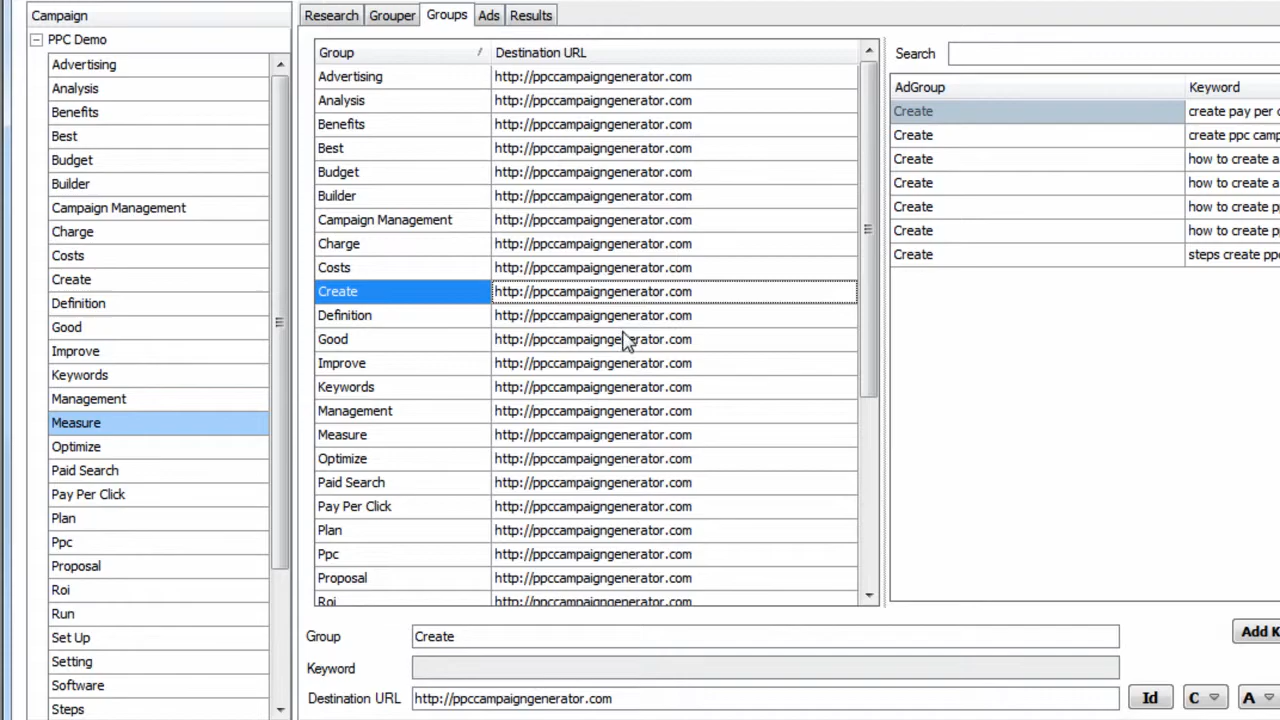 Campaign
PPC Demo
Advertising
Analysis
Benefits
Best
Budget
Builder
Campaign Management
Charge
Costs
Create
Definition
Good
Improve
Keywords
Management
Measure
Optimize
Paid Search
Pay Per Click
Plan
Ppc
Proposal
Roi
Run
Set Up
Setting
Software
Steps
Research Grouper Groups Ads Results
Group Destination URL
Advertising http://ppccampaigngenerator.com
Analysis http://ppccampaigngenerator.com
Benefits http://ppccampaigngenerator.com
Best http://ppccampaigngenerator.com
Budget http://ppccampaigngenerator.com
Builder http://ppccampaigngenerator.com
Campaign Management http://ppccampaigngenerator.com
Charge http://ppccampaigngenerator.com
Costs http://ppccampaigngenerator.com
Create http://ppccampaigngenerator.com
Definition http://ppccampaigngenerator.com
Good http://ppccampaigngenerator.com
Improve http://ppccampaigngenerator.com
Keywords http://ppccampaigngenerator.com
Management http://ppccampaigngenerator.com
Measure http://ppccampaigngenerator.com
Optimize http://ppccampaigngenerator.com
Paid Search http://ppccampaigngenerator.com
Pay Per Click http://ppccampaigngenerator.com
Plan http://ppccampaigngenerator.com
Ppc http://ppccampaigngenerator.com
Proposal http://ppccampaigngenerator.com
Roi http://ppccampaigngenerator.com
Search
AdGroup Keyword
Create create pay per c
Create create ppc camp
Create how to create a
Create how to create a
Create how to create p
Create how to create p
Create steps create pp
Group Create
Keyword
Destination URL http://ppccampaigngenerator.com
Add K
Id C A